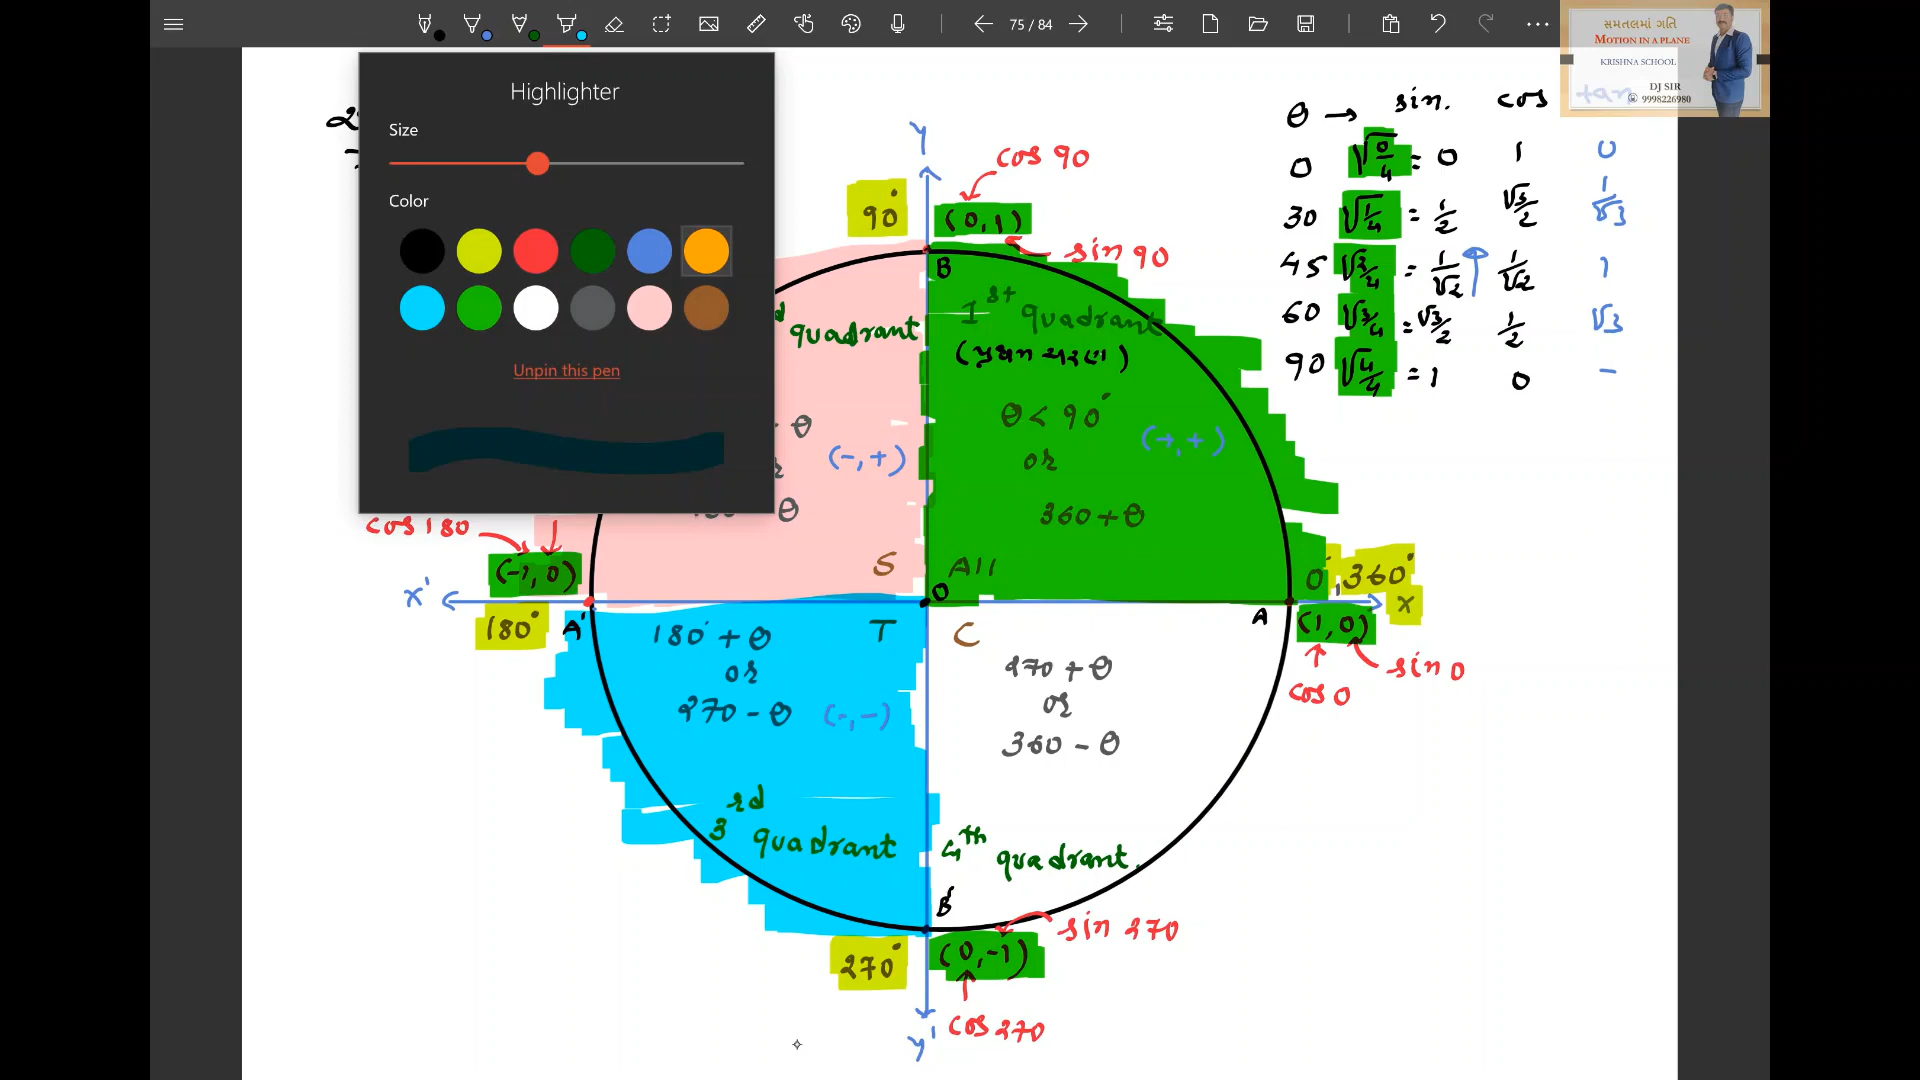 75 / 84
સમતલમાં ગતિ
MOTION IN A PLANE
KRISHNA SCHOOL
DJ SIR
9998226980
Highlighter
Size
Color
Unpin this pen
θ → sin. cos tan
0 √0/4 = 0 1 0
30 √1/4 = 1/2 √3/2 1/√3
45 √2/4 = 1/√2 1/√2 1
60 √3/4 = √3/2 1/2 √3
90 √4/4 = 1 0 -
Y
cos 90
90° (0,1)
sin 90
B
quadrant
1st quadrant
(પ્રથમ ચરણ)
θ < 90°
or
360 + θ
(+,+)
(-,+)
θ
θ
S All
cos 180
(-1, 0)
x'
180° A'
O
0°, 360°
x
A (1,0)
sin 0
cos 0
T C
180° + θ
or
270 - θ (-,-)
270 + θ
or
360 - θ
3rd quadrant
4th quadrant.
B'
270° (0,-1)
sin 270
cos 270
y'